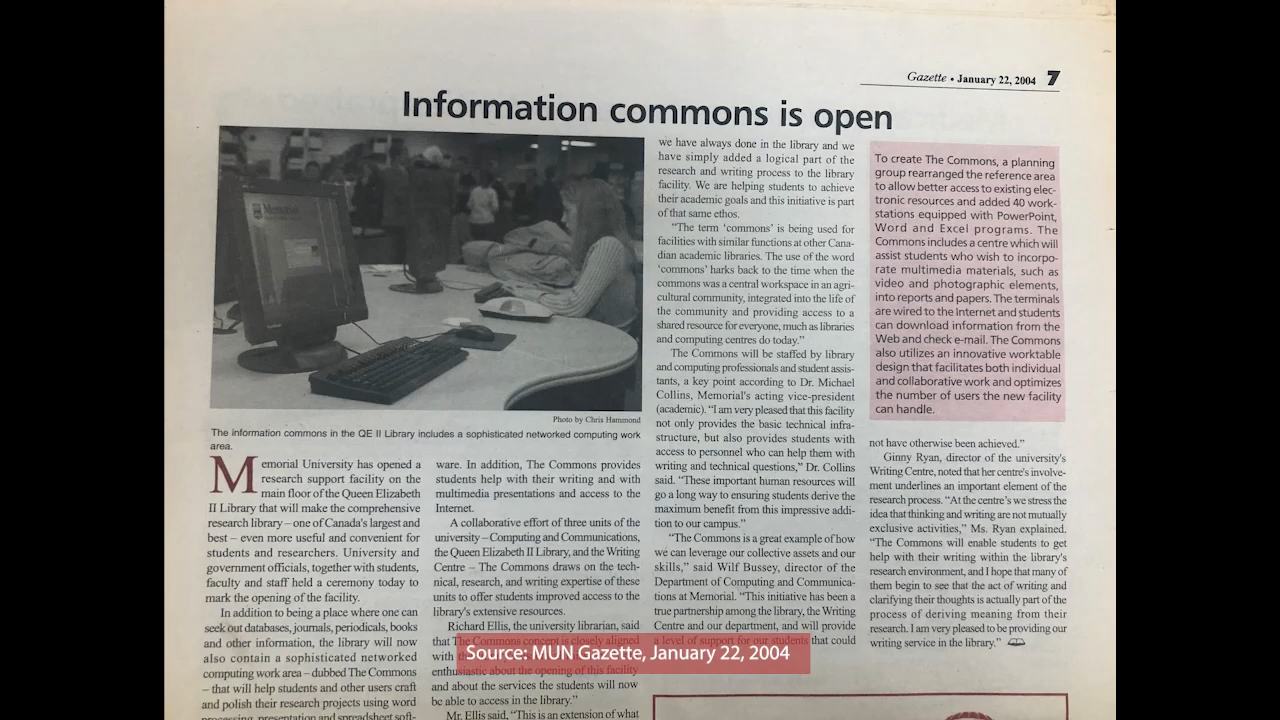 Gazette • January 22, 2004 7
Information commons is open
Memorial
Photo by Chris Hammond
The information commons in the QE II Library includes a sophisticated networked computing work
area.
Memorial University has opened a
research support facility on the
main floor of the Queen Elizabeth
II Library that will make the comprehensive
research library – one of Canada's largest and
best – even more useful and convenient for
students and researchers. University and
government officials, together with students,
faculty and staff held a ceremony today to
mark the opening of the facility.
In addition to being a place where one can
seek out databases, journals, periodicals, books
and other information, the library will now
also contain a sophisticated networked
computing work area – dubbed The Commons
– that will help students and other users craft
and polish their research projects using word
processing, presentation and spreadsheet soft-
ware. In addition, The Commons provides
students help with their writing and with
multimedia presentations and access to the
Internet.
A collaborative effort of three units of the
university – Computing and Communications,
the Queen Elizabeth II Library, and the Writing
Centre – The Commons draws on the tech-
nical, research, and writing expertise of these
units to offer students improved access to the
library's extensive resources.
Richard Ellis, the university librarian, said
that The Commons concept is closely aligned
with
enthusiastic about the opening of this facility
and about the services the students will now
be able to access in the library."
Mr. Ellis said, "This is an extension of what
we have always done in the library and we
have simply added a logical part of the
research and writing process to the library
facility. We are helping students to achieve
their academic goals and this initiative is part
of that same ethos.
"The term 'commons' is being used for
facilities with similar functions at other Cana-
dian academic libraries. The use of the word
'commons' harks back to the time when the
commons was a central workspace in an agri-
cultural community, integrated into the life of
the community and providing access to a
shared resource for everyone, much as libraries
and computing centres do today."
The Commons will be staffed by library
and computing professionals and student assis-
tants, a key point according to Dr. Michael
Collins, Memorial's acting vice-president
(academic). "I am very pleased that this facility
not only provides the basic technical infra-
structure, but also provides students with
access to personnel who can help them with
writing and technical questions," Dr. Collins
said. "These important human resources will
go a long way to ensuring students derive the
maximum benefit from this impressive addi-
tion to our campus."
"The Commons is a great example of how
we can leverage our collective assets and our
skills," said Wilf Bussey, director of the
Department of Computing and Communica-
tions at Memorial. "This initiative has been a
true partnership among the library, the Writing
Centre and our department, and will provide
a level of support for our students that could
To create The Commons, a planning
group rearranged the reference area
to allow better access to existing elec-
tronic resources and added 40 work-
stations equipped with PowerPoint,
Word and Excel programs. The
Commons includes a centre which will
assist students who wish to incorpo-
rate multimedia materials, such as
video and photographic elements,
into reports and papers. The terminals
are wired to the Internet and students
can download information from the
Web and check e-mail. The Commons
also utilizes an innovative worktable
design that facilitates both individual
and collaborative work and optimizes
the number of users the new facility
can handle.
not have otherwise been achieved."
Ginny Ryan, director of the university's
Writing Centre, noted that her centre's involve-
ment underlines an important element of the
research process. "At the centre's we stress the
idea that thinking and writing are not mutually
exclusive activities," Ms. Ryan explained.
"The Commons will enable students to get
help with their writing within the library's
research environment, and I hope that many of
them begin to see that the act of writing and
clarifying their thoughts is actually part of the
process of deriving meaning from their
research. I am very pleased to be providing our
writing service in the library."
Source: MUN Gazette, January 22, 2004